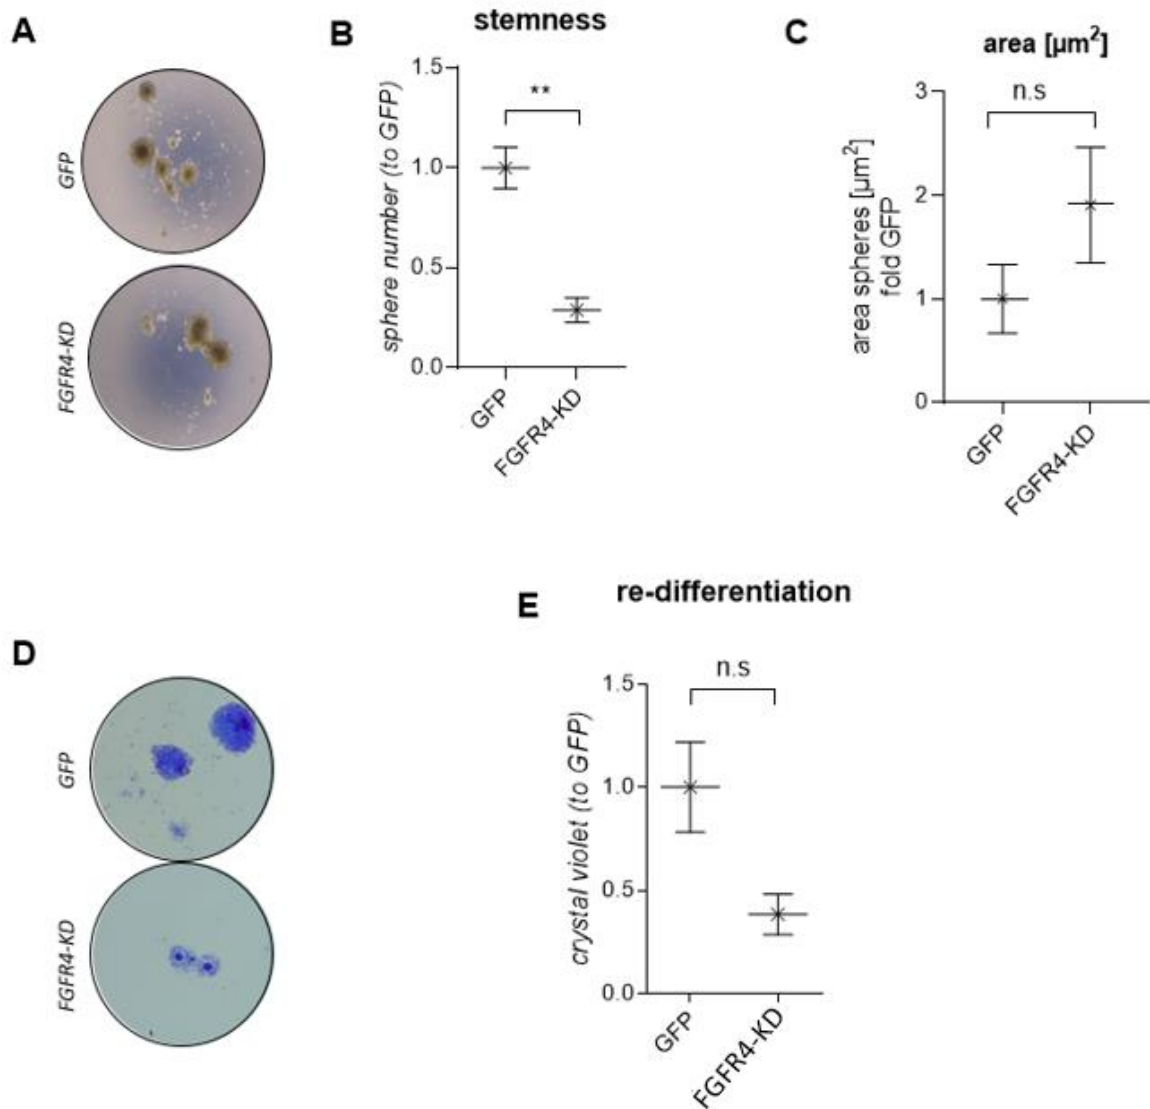 A
GFP
FGFR4-KD
B
stemness
sphere number (to GFP)
1.5
1.0
0.5
0.0
**
GFP
FGFR4-KD
C
area [µm²]
area spheres [µm²]
fold GFP
3
2
1
0
n.s
GFP
FGFR4-KD
D
GFP
FGFR4-KD
E
re-differentiation
crystal violet (to GFP)
1.5
1.0
0.5
0.0
n.s
GFP
FGFR4-KD